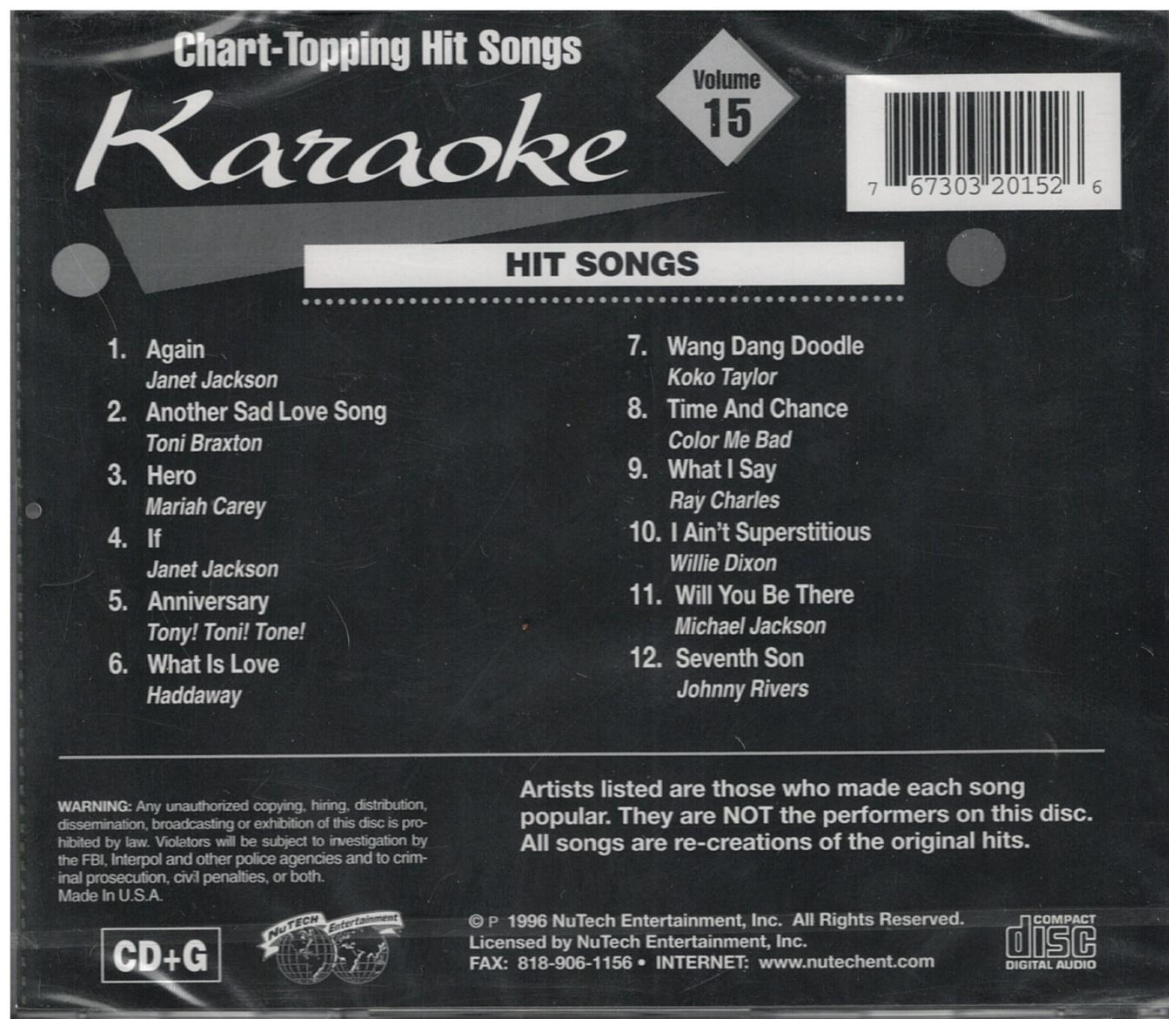 Chart-Topping Hit Songs
Karaoke
Volume
15
7 67303 20152 6
HIT SONGS
1. Again
Janet Jackson
2. Another Sad Love Song
Toni Braxton
3. Hero
Mariah Carey
4. If
Janet Jackson
5. Anniversary
Tony! Toni! Tone!
6. What Is Love
Haddaway
7. Wang Dang Doodle
Koko Taylor
8. Time And Chance
Color Me Bad
9. What I Say
Ray Charles
10. I Ain't Superstitious
Willie Dixon
11. Will You Be There
Michael Jackson
12. Seventh Son
Johnny Rivers
WARNING: Any unauthorized copying, hiring, distribution,
dissemination, broadcasting or exhibition of this disc is pro-
hibited by law. Violators will be subject to investigation by
the FBI, Interpol and other police agencies and to crim-
inal prosecution, civil penalties, or both.
Made In U.S.A.
Artists listed are those who made each song
popular. They are NOT the performers on this disc.
All songs are re-creations of the original hits.
CD+G
NuTECH Entertainment
© P 1996 NuTech Entertainment, Inc. All Rights Reserved.
Licensed by NuTech Entertainment, Inc.
FAX: 818-906-1156 • INTERNET: www.nutechent.com
COMPACT
disc
DIGITAL AUDIO